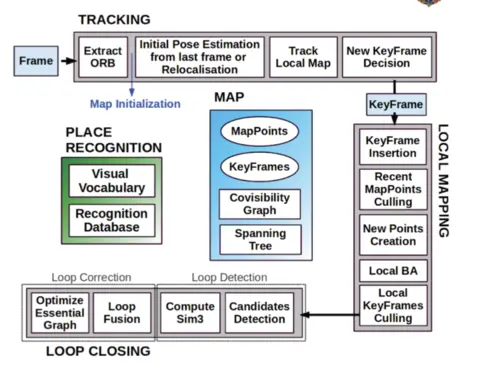 TRACKING
Frame
Extract
ORB
Initial Pose Estimation
from last frame or
Relocalisation
Track
Local Map
New KeyFrame
Decision
Map Initialization
KeyFrame
MAP
MapPoints
KeyFrames
Covisibility
Graph
Spanning
Tree
PLACE
RECOGNITION
Visual
Vocabulary
Recognition
Database
LOCAL MAPPING
KeyFrame
Insertion
Recent
MapPoints
Culling
New Points
Creation
Local BA
Local
KeyFrames
Culling
Loop Correction
Loop Detection
Optimize
Essential
Graph
Loop
Fusion
Compute
Sim3
Candidates
Detection
LOOP CLOSING